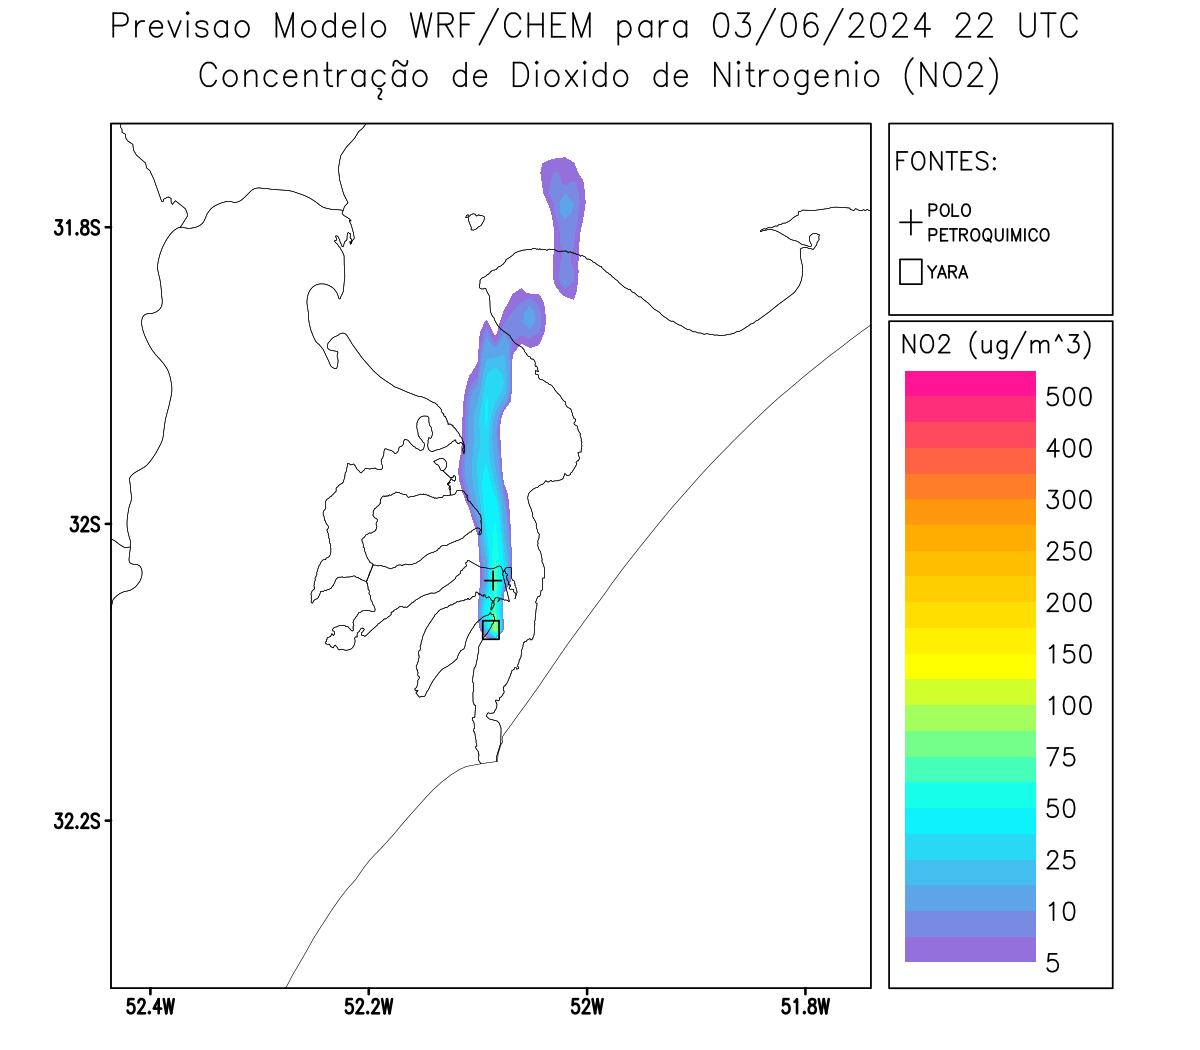 Previsao Modelo WRF/CHEM para 03/06/2024 22 UTC
Concentração de Dioxido de Nitrogenio (NO2)
FONTES:
POLO
PETROQUIMICO
YARA
NO2 (ug/m^3)
500
400
300
250
200
150
100
75
50
25
10
5
31.8S
32S
32.2S
52.4W
52.2W
52W
51.8W